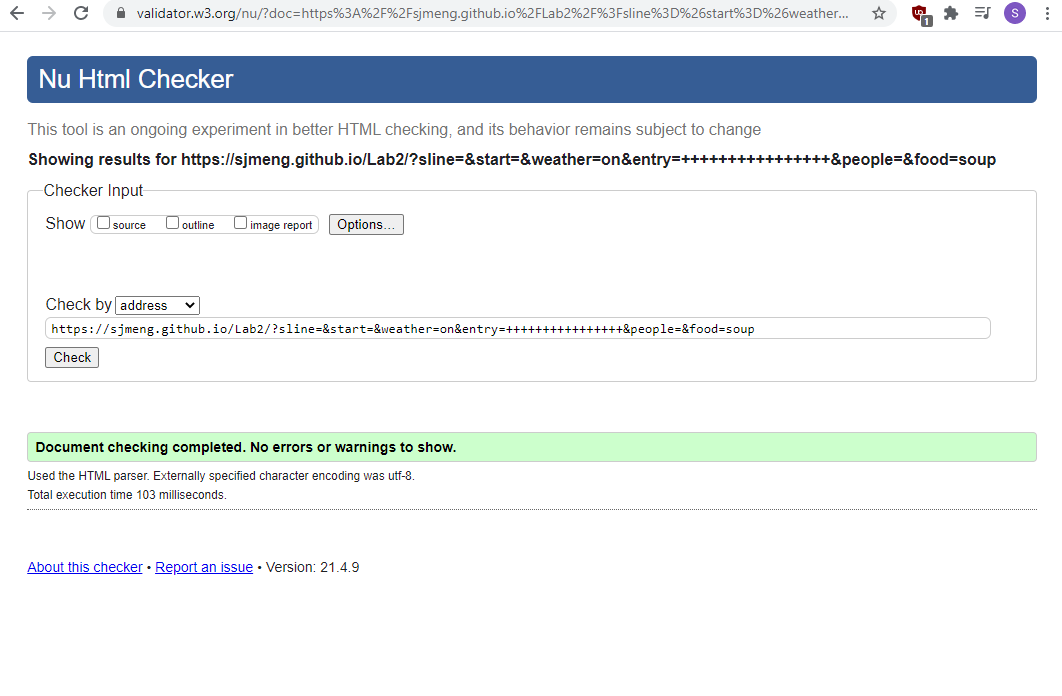 validator.w3.org/nu/?doc=https%3A%2F%2Fsjmeng.github.io%2FLab2%2F%3Fsline%3D%26start%3D%26weather...
1
S
Nu Html Checker
This tool is an ongoing experiment in better HTML checking, and its behavior remains subject to change
Showing results for https://sjmeng.github.io/Lab2/?sline=&start=&weather=on&entry=++++++++++++++++&people=&food=soup
Checker Input
Show source outline image report Options...
Check by address
https://sjmeng.github.io/Lab2/?sline=&start=&weather=on&entry=++++++++++++++++&people=&food=soup
Check
Document checking completed. No errors or warnings to show.
Used the HTML parser. Externally specified character encoding was utf-8.
Total execution time 103 milliseconds.
About this checker • Report an issue • Version: 21.4.9